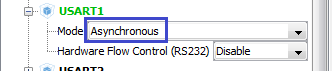 USART1
Mode Asynchronous
Hardware Flow Control (RS232) Disable